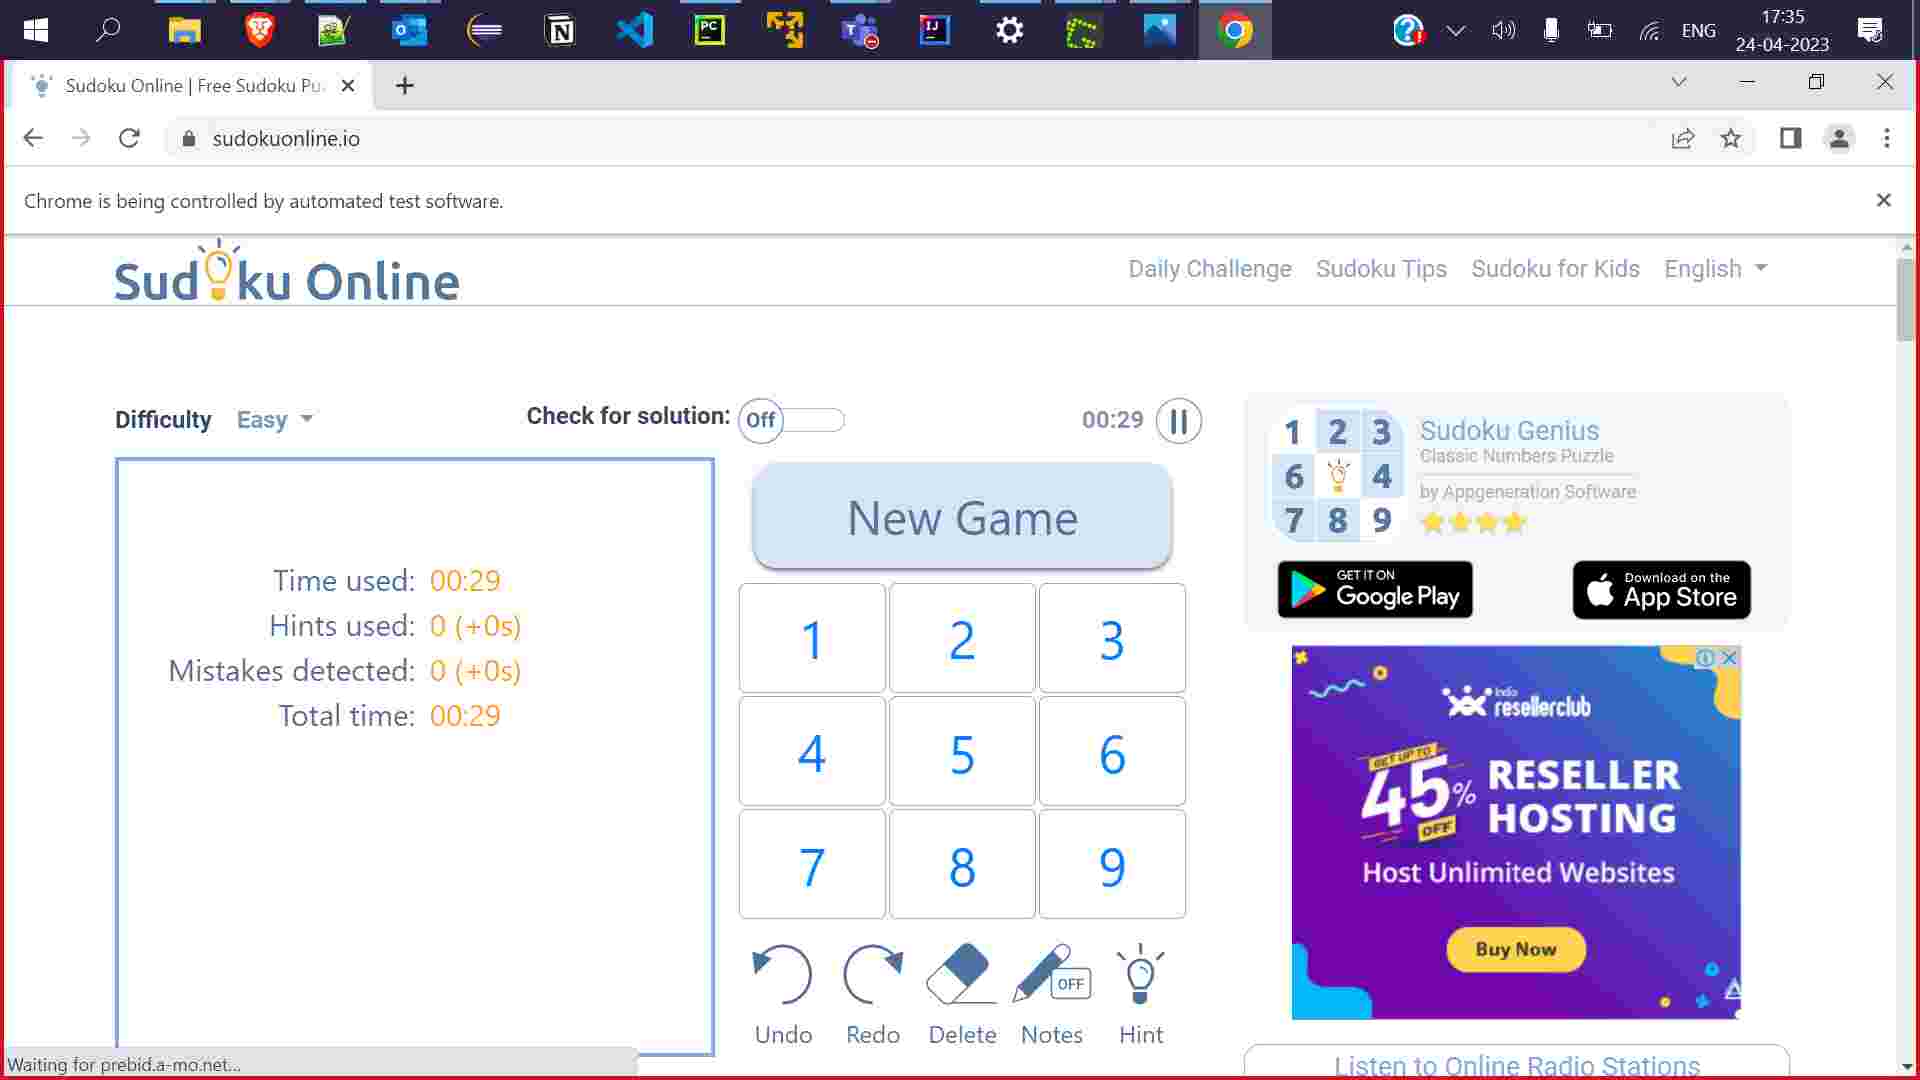 ENG
17:35
24-04-2023
Sudoku Online | Free Sudoku Pu
sudokuonline.io
Chrome is being controlled by automated test software.
Sudoku Online
Daily Challenge Sudoku Tips Sudoku for Kids English
Difficulty Easy
Check for solution: Off
00:29
Time used: 00:29
Hints used: 0 (+0s)
Mistakes detected: 0 (+0s)
Total time: 00:29
New Game
1 2 3
4 5 6
7 8 9
Undo Redo Delete Notes Hint
OFF
1 2 3
6 4
7 8 9
Sudoku Genius
Classic Numbers Puzzle
by Appgeneration Software
GET IT ON
Google Play
Download on the
App Store
India
resellerclub
GET UP TO
45%
OFF
RESELLER
HOSTING
Host Unlimited Websites
Buy Now
Listen to Online Radio Stations
Waiting for prebid.a-mo.net...